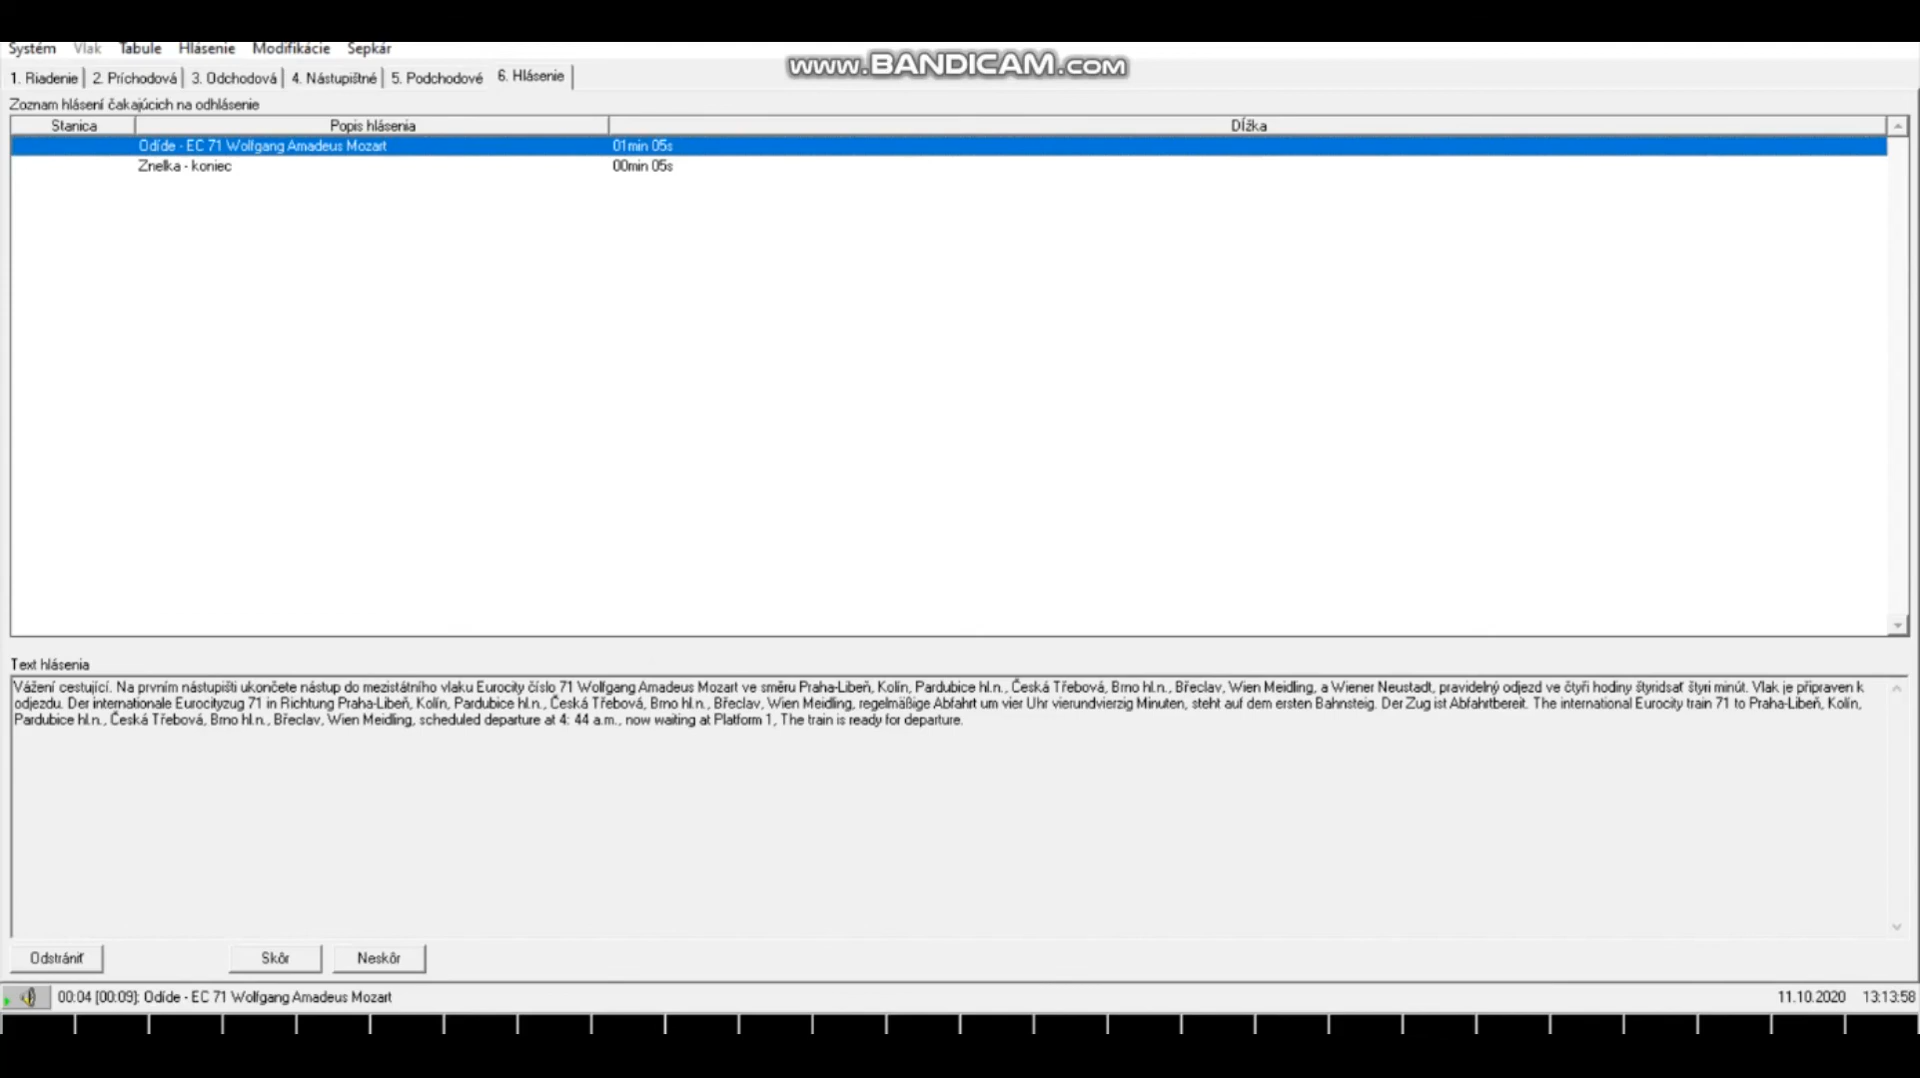 www.BANDICAM.com
Systém Vlak Tabule Hlásenie Modifikácie Sepkár
1. Riadenie 2. Príchodová 3. Odchodová 4. Nástupištné 5. Podchodové 6. Hlásenie
Zoznam hlásení čakajúcich na odhlásenie
Stanica Popis hlásenia Dĺžka
Odíde - EC 71 Wolfgang Amadeus Mozart 01min 05s
Znelka - koniec 00min 05s
Text hlásenia
Vážení cestující. Na prvním nástupišti ukončete nástup do mezistátního vlaku Eurocity číslo 71 Wolfgang Amadeus Mozart ve směru Praha-Libeň, Kolín, Pardubice hl.n., Česká Třebová, Brno hl.n., Břeclav, Wien Meidling, a Wiener Neustadt, pravidelný odjezd ve čtyři hodiny štyridsať štyri minút. Vlak je připraven k
odjezdu. Der internationale Eurocityzug 71 in Richtung Praha-Libeň, Kolín, Pardubice hl.n., Česká Třebová, Brno hl.n., Břeclav, Wien Meidling, regelmäßige Abfahrt um vier Uhr vierundvierzig Minuten, steht auf dem ersten Bahnsteig. Der Zug ist Abfahrtbereit. The international Eurocity train 71 to Praha-Libeň, Kolín,
Pardubice hl.n., Česká Třebová, Brno hl.n., Břeclav, Wien Meidling, scheduled departure at 4: 44 a.m., now waiting at Platform 1, The train is ready for departure.
Odstrániť Skôr Neskôr
00:04 [00:09]: Odíde - EC 71 Wolfgang Amadeus Mozart 11.10.2020 13:13:58